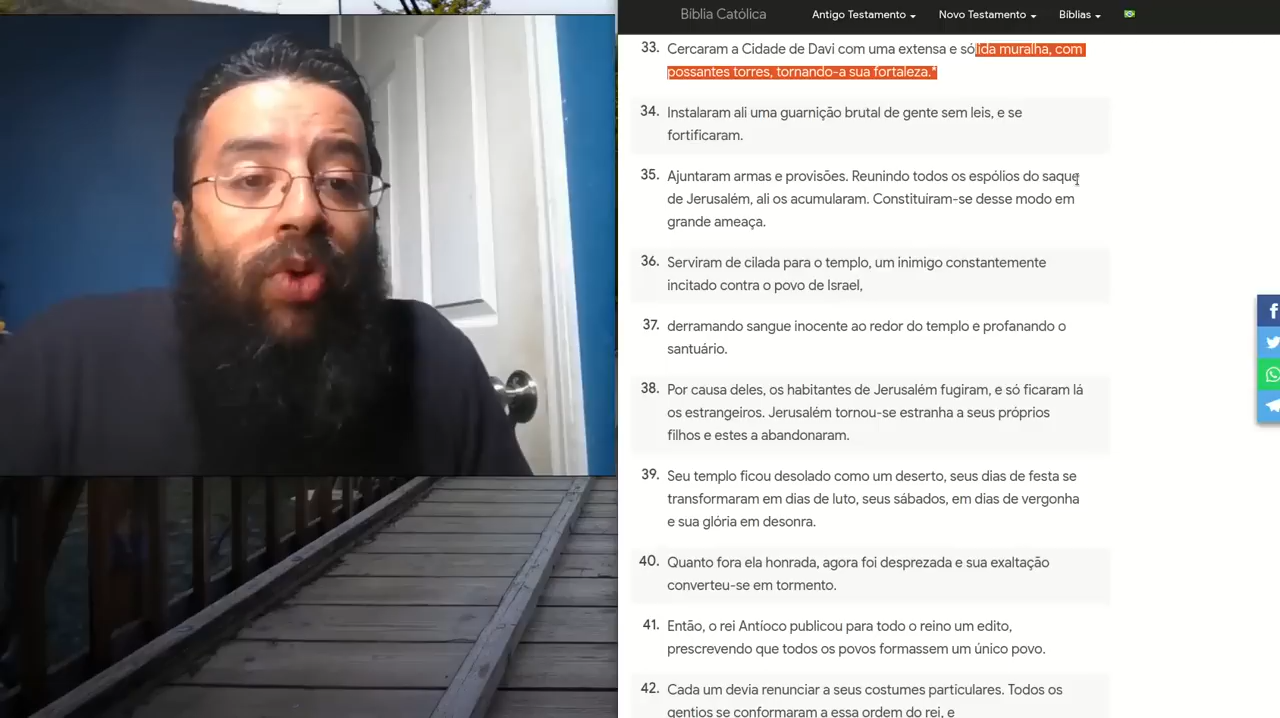 Bíblia Católica
Antigo Testamento
Novo Testamento
Bíblias
33. Cercaram a Cidade de Davi com uma extensa e sólida muralha, com
possantes torres, tornando-a sua fortaleza.*
34. Instalaram ali uma guarnição brutal de gente sem leis, e se
fortificaram.
35. Ajuntaram armas e provisões. Reunindo todos os espólios do saque
de Jerusalém, ali os acumularam. Constituíram-se desse modo em
grande ameaça.
36. Serviram de cilada para o templo, um inimigo constantemente
incitado contra o povo de Israel,
37. derramando sangue inocente ao redor do templo e profanando o
santuário.
38. Por causa deles, os habitantes de Jerusalém fugiram, e só ficaram lá
os estrangeiros. Jerusalém tornou-se estranha a seus próprios
filhos e estes a abandonaram.
39. Seu templo ficou desolado como um deserto, seus dias de festa se
transformaram em dias de luto, seus sábados, em dias de vergonha
e sua glória em desonra.
40. Quanto fora ela honrada, agora foi desprezada e sua exaltação
converteu-se em tormento.
41. Então, o rei Antíoco publicou para todo o reino um edito,
prescrevendo que todos os povos formassem um único povo.
42. Cada um devia renunciar a seus costumes particulares. Todos os
gentios se conformaram a essa ordem do rei, e